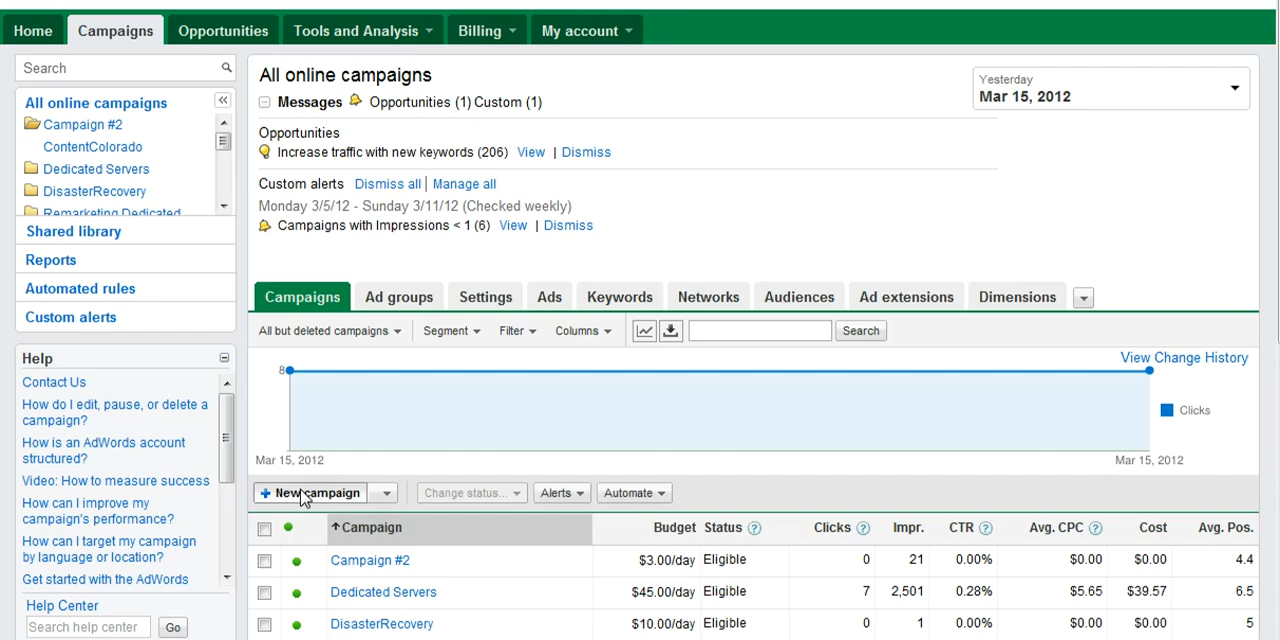 Home Campaigns Opportunities Tools and Analysis Billing My account
Search
All online campaigns
Campaign #2
ContentColorado
Dedicated Servers
DisasterRecovery
Remarketing Dedicated
Shared library
Reports
Automated rules
Custom alerts
Help
Contact Us
How do I edit, pause, or delete a
campaign?
How is an AdWords account
structured?
Video: How to measure success
How can I improve my
campaign's performance?
How can I target my campaign
by language or location?
Get started with the AdWords
Help Center
Search help center Go
All online campaigns
Messages Opportunities (1) Custom (1)
Yesterday
Mar 15, 2012
Opportunities
Increase traffic with new keywords (206) View | Dismiss
Custom alerts Dismiss all | Manage all
Monday 3/5/12 - Sunday 3/11/12 (Checked weekly)
Campaigns with Impressions < 1 (6) View | Dismiss
Campaigns Ad groups Settings Ads Keywords Networks Audiences Ad extensions Dimensions
All but deleted campaigns Segment Filter Columns Search
View Change History
8
Clicks
Mar 15, 2012 Mar 15, 2012
+ New campaign Change status... Alerts Automate
Campaign Budget Status ? Clicks ? Impr. CTR ? Avg. CPC ? Cost Avg. Pos.
Campaign #2 $3.00/day Eligible 0 21 0.00% $0.00 $0.00 4.4
Dedicated Servers $45.00/day Eligible 7 2,501 0.28% $5.65 $39.57 6.5
DisasterRecovery $10.00/day Eligible 0 1 0.00% $0.00 $0.00 5